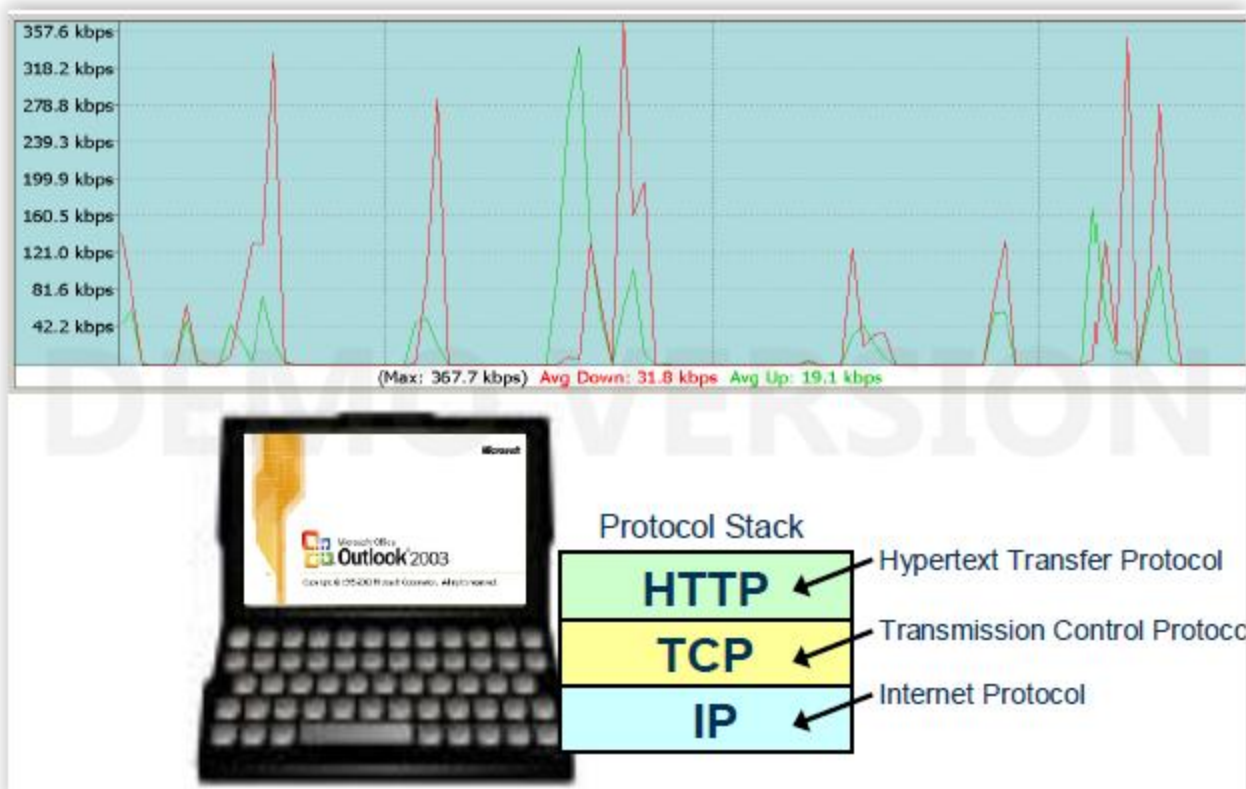 357.6 kbps
318.2 kbps
278.8 kbps
239.3 kbps
199.9 kbps
160.5 kbps
121.0 kbps
81.6 kbps
42.2 kbps
(Max: 367.7 kbps) Avg Down: 31.8 kbps Avg Up: 19.1 kbps
DEMO VERSION
Microsoft
Microsoft Office
Outlook 2003
Protocol Stack
HTTP
Hypertext Transfer Protocol
TCP
Transmission Control Protoco
IP
Internet Protocol